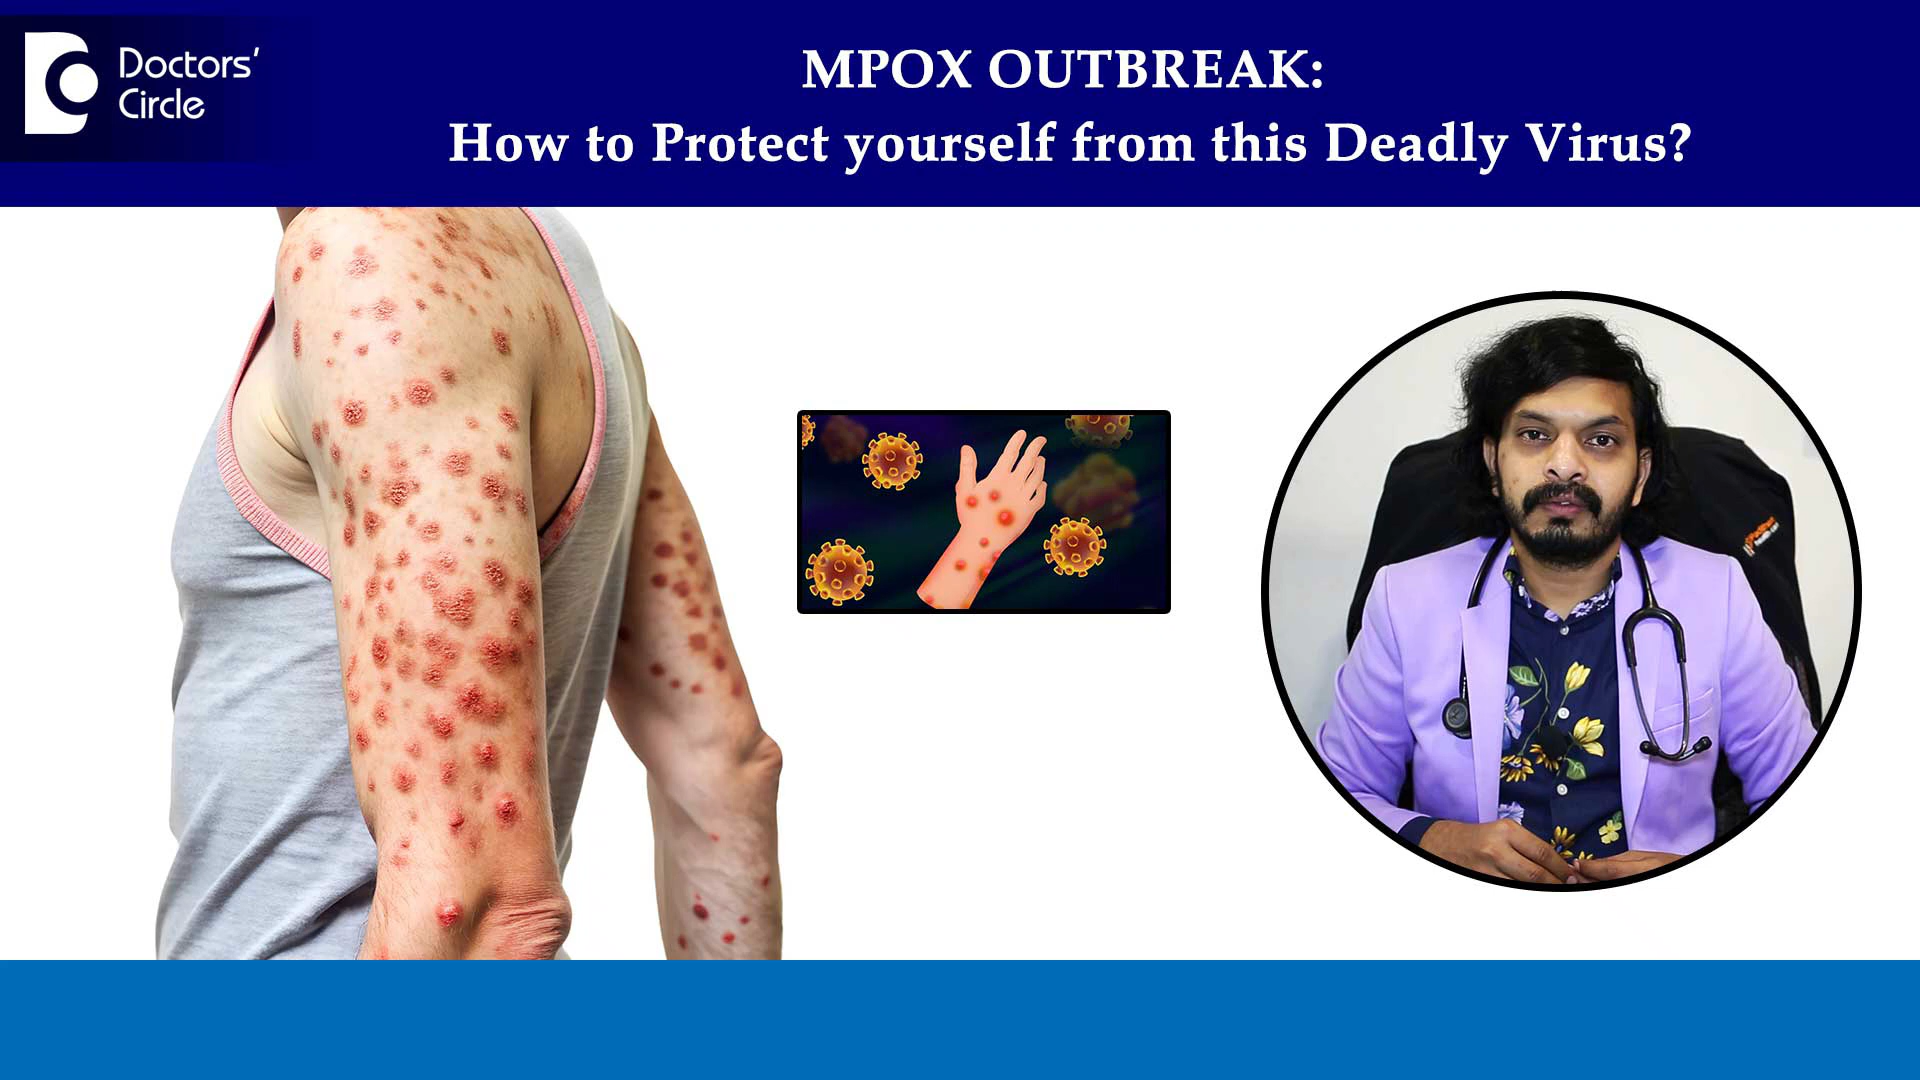 Doctors'
Circle
MPOX OUTBREAK:
How to Protect yourself from this Deadly Virus?